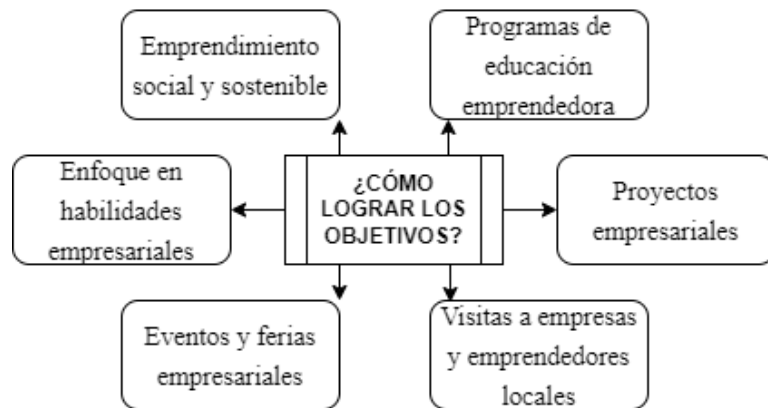 Emprendimiento
social y sostenible
Programas de
educación
emprendedora
Enfoque en
habilidades
empresariales
¿CÓMO
LOGRAR LOS
OBJETIVOS?
Proyectos
empresariales
Eventos y ferias
empresariales
Visitas a empresas
y emprendedores
locales